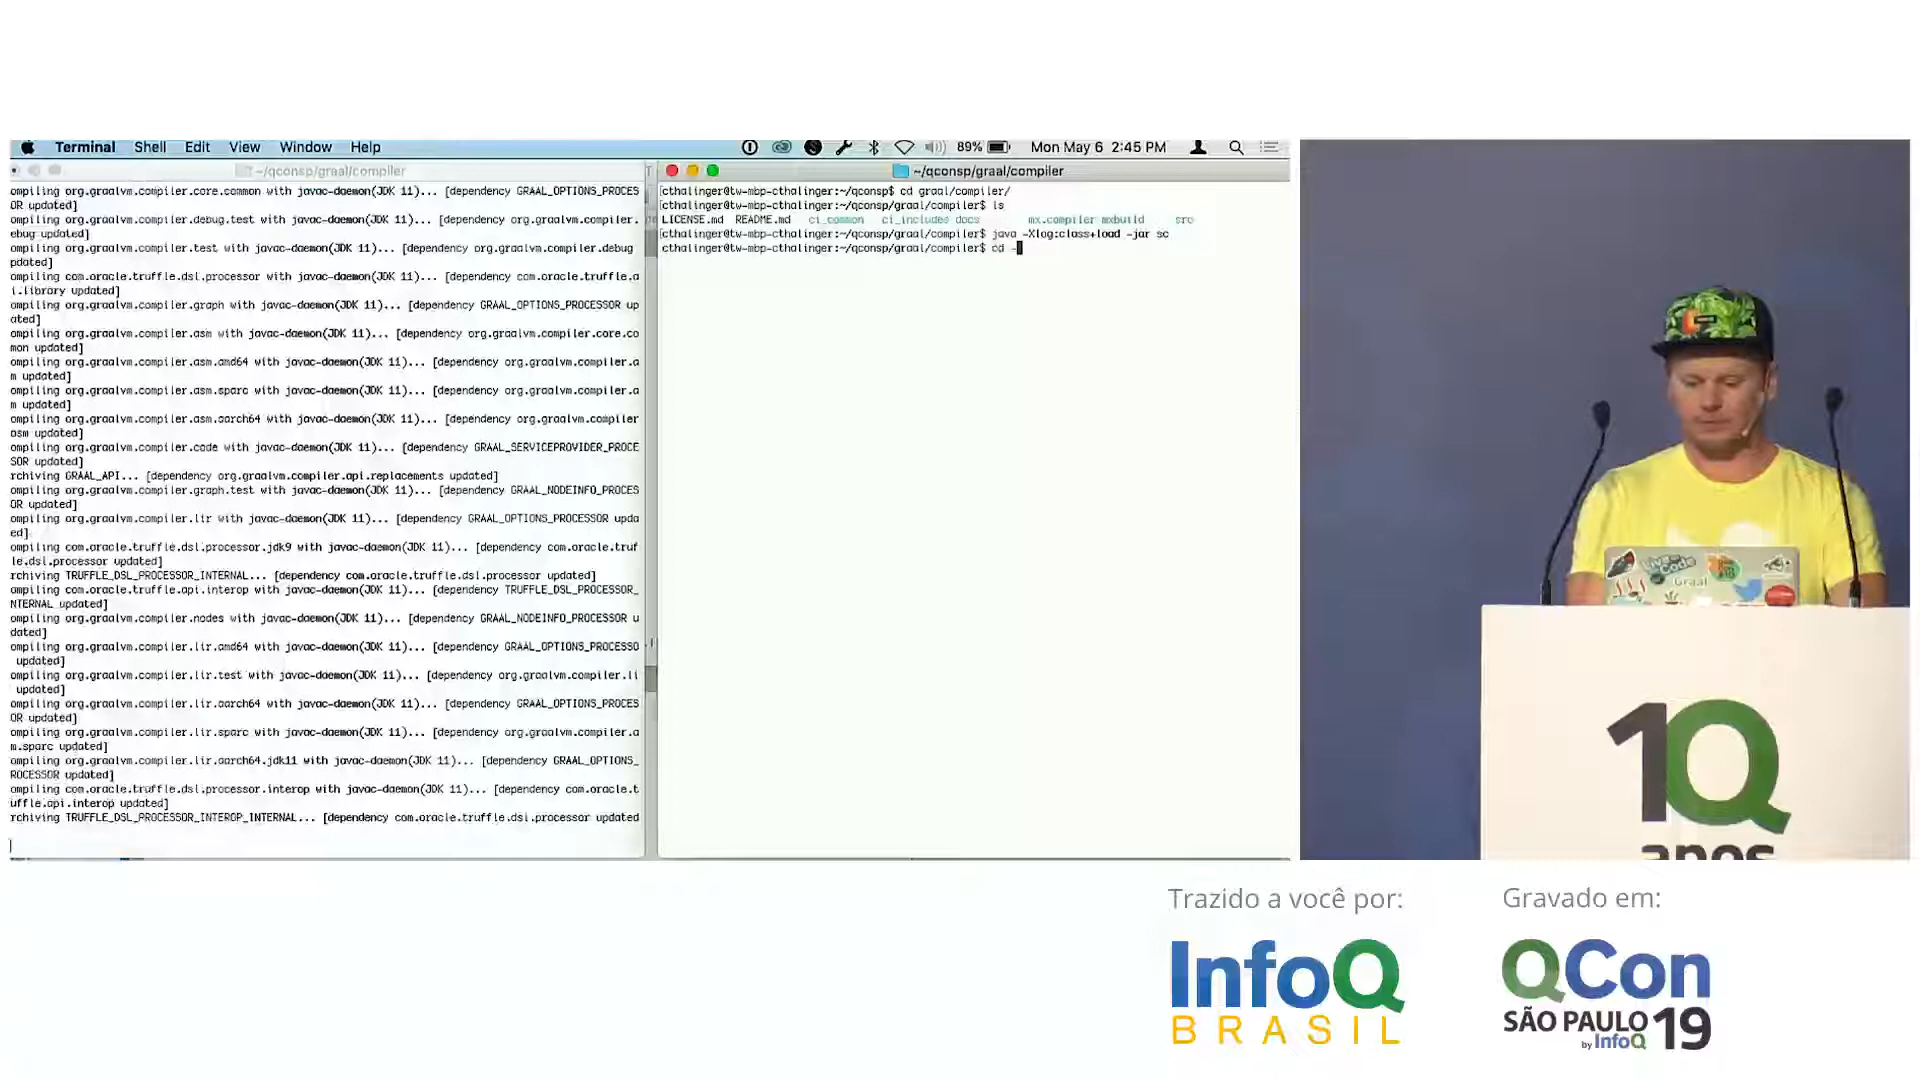 Terminal Shell Edit View Window Help
89% Mon May 6 2:45 PM
~/qconsp/graal/compiler
ompiling org.graalvm.compiler.core.common with javac-daemon(JDK 11)... [dependency GRAAL_OPTIONS_PROCES
OR updated]
ompiling org.graalvm.compiler.debug.test with javac-daemon(JDK 11)... [dependency org.graalvm.compiler.
ebug updated]
ompiling org.graalvm.compiler.test with javac-daemon(JDK 11)... [dependency org.graalvm.compiler.debug
pdated]
ompiling com.oracle.truffle.dsl.processor with javac-daemon(JDK 11)... [dependency com.oracle.truffle.a
i.library updated]
ompiling org.graalvm.compiler.graph with javac-daemon(JDK 11)... [dependency GRAAL_OPTIONS_PROCESSOR up
ated]
ompiling org.graalvm.compiler.asm with javac-daemon(JDK 11)... [dependency org.graalvm.compiler.core.co
mon updated]
ompiling org.graalvm.compiler.asm.amd64 with javac-daemon(JDK 11)... [dependency org.graalvm.compiler.a
m updated]
ompiling org.graalvm.compiler.asm.sparc with javac-daemon(JDK 11)... [dependency org.graalvm.compiler.a
m updated]
ompiling org.graalvm.compiler.asm.aarch64 with javac-daemon(JDK 11)... [dependency org.graalvm.compiler
asm updated]
ompiling org.graalvm.compiler.code with javac-daemon(JDK 11)... [dependency GRAAL_SERVICEPROVIDER_PROCE
SOR updated]
rchiving GRAAL_API... [dependency org.graalvm.compiler.api.replacements updated]
ompiling org.graalvm.compiler.graph.test with javac-daemon(JDK 11)... [dependency GRAAL_NODEINFO_PROCES
OR updated]
ompiling org.graalvm.compiler.lir with javac-daemon(JDK 11)... [dependency GRAAL_OPTIONS_PROCESSOR upda
ed]
ompiling com.oracle.truffle.dsl.processor.jdk9 with javac-daemon(JDK 11)... [dependency com.oracle.truf
le.dsl.processor updated]
rchiving TRUFFLE_DSL_PROCESSOR_INTERNAL... [dependency com.oracle.truffle.dsl.processor updated]
ompiling com.oracle.truffle.api.interop with javac-daemon(JDK 11)... [dependency TRUFFLE_DSL_PROCESSOR_
NTERNAL updated]
ompiling org.graalvm.compiler.nodes with javac-daemon(JDK 11)... [dependency GRAAL_NODEINFO_PROCESSOR u
dated]
ompiling org.graalvm.compiler.lir.amd64 with javac-daemon(JDK 11)... [dependency GRAAL_OPTIONS_PROCESSO
updated]
ompiling org.graalvm.compiler.lir.test with javac-daemon(JDK 11)... [dependency org.graalvm.compiler.li
updated]
ompiling org.graalvm.compiler.lir.aarch64 with javac-daemon(JDK 11)... [dependency GRAAL_OPTIONS_PROCES
OR updated]
ompiling org.graalvm.compiler.lir.sparc with javac-daemon(JDK 11)... [dependency org.graalvm.compiler.a
m.sparc updated]
ompiling org.graalvm.compiler.lir.aarch64.jdk11 with javac-daemon(JDK 11)... [dependency GRAAL_OPTIONS_
ROCESSOR updated]
ompiling com.oracle.truffle.dsl.processor.interop with javac-daemon(JDK 11)... [dependency com.oracle.t
uffle.api.interop updated]
rchiving TRUFFLE_DSL_PROCESSOR_INTEROP_INTERNAL... [dependency com.oracle.truffle.dsl.processor updated
~/qconsp/graal/compiler
[cthalinger@tw-mbp-cthalinger:~/qconsp$ cd graal/compiler/
[cthalinger@tw-mbp-cthalinger:~/qconsp/graal/compiler$ ls
LICENSE.md README.md ci_common ci_includes docs mx.compiler mxbuild src
[cthalinger@tw-mbp-cthalinger:~/qconsp/graal/compiler$ java -Xlog:class+load -jar sc
cthalinger@tw-mbp-cthalinger:~/qconsp/graal/compiler$ cd -
Live Code
Graal
10
anos
Trazido a você por:
InfoQ
BRASIL
Gravado em:
QCon
SÃO PAULO 19
by InfoQ